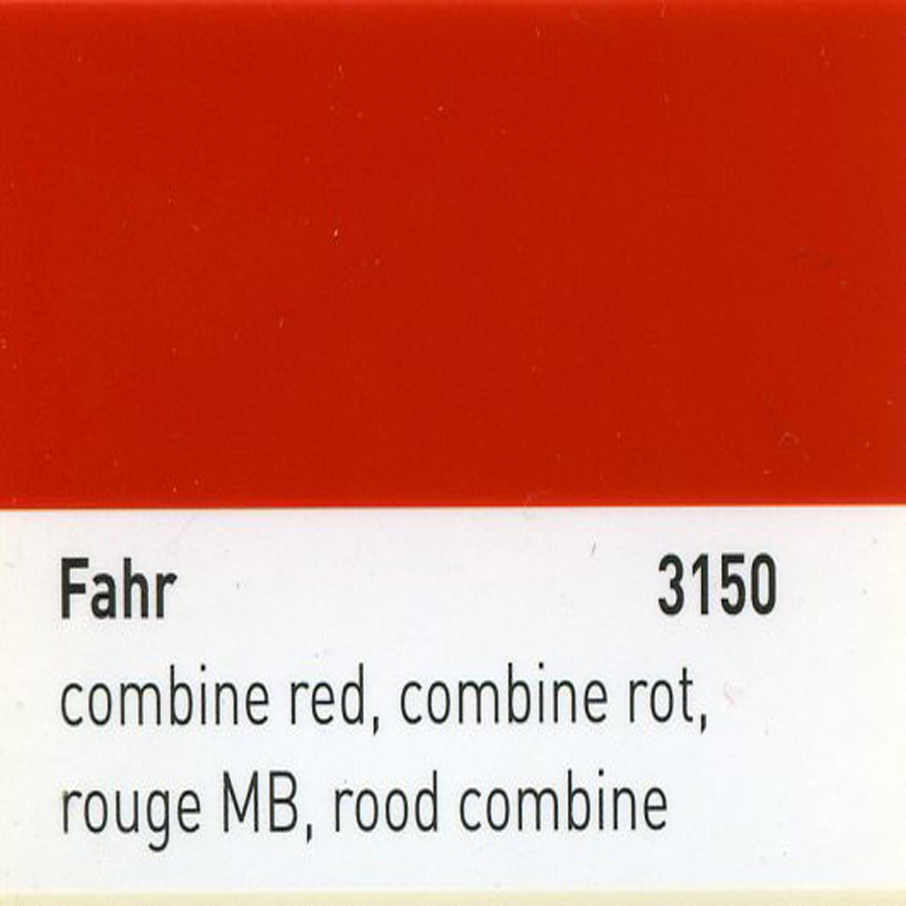 Fahr 3150
combine red, combine rot,
rouge MB, rood combine